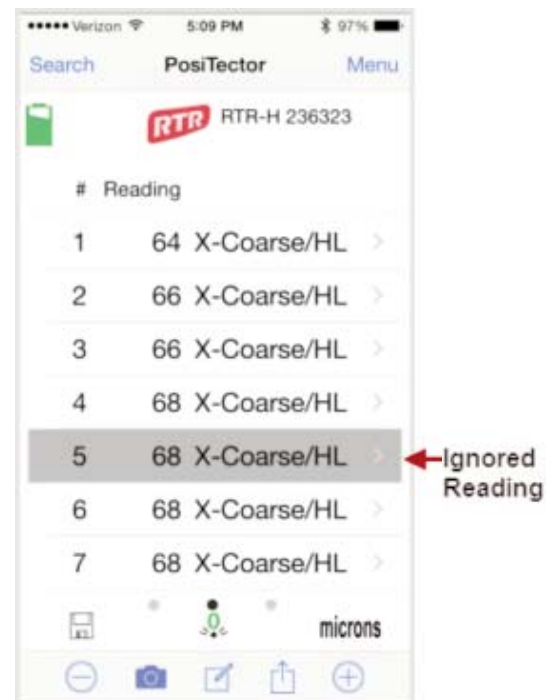 Verizon 5:09 PM 97%
Search PosiTector Menu
RTR RTR-H 236323
# Reading
1 64 X-Coarse/HL
2 66 X-Coarse/HL
3 66 X-Coarse/HL
4 68 X-Coarse/HL
5 68 X-Coarse/HL
Ignored
Reading
6 68 X-Coarse/HL
7 68 X-Coarse/HL
0 microns